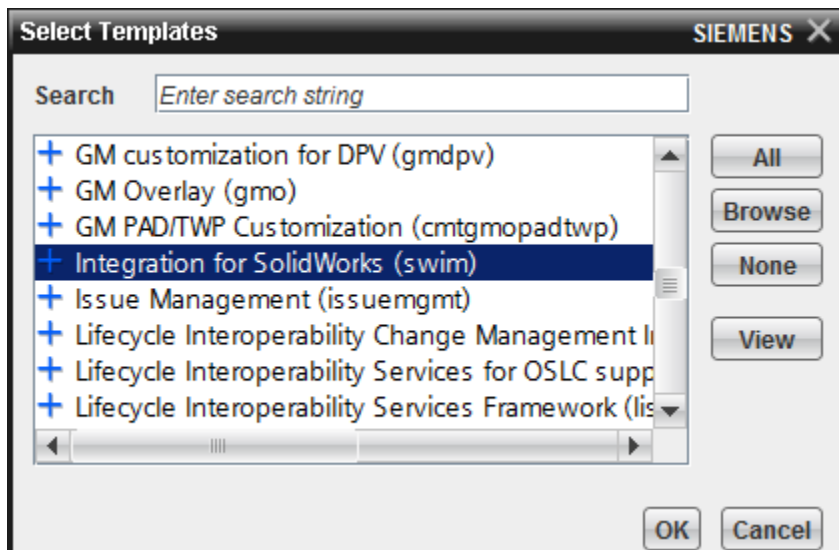 Select Templates SIEMENS
Search Enter search string
GM customization for DPV (gmdpv)
GM Overlay (gmo)
GM PAD/TWP Customization (cmtgmopadtwp)
Integration for SolidWorks (swim)
Issue Management (issuemgmt)
Lifecycle Interoperability Change Management I
Lifecycle Interoperability Services for OSLC supp
Lifecycle Interoperability Services Framework (lis
All
Browse
None
View
OK Cancel